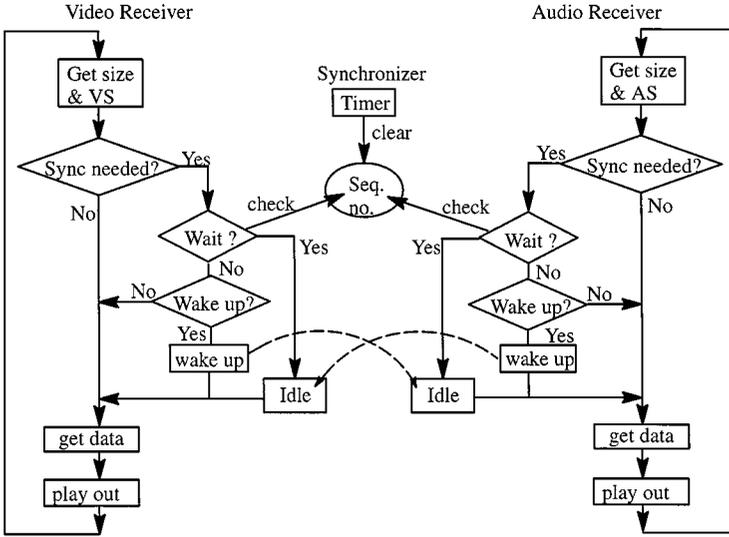 Video Receiver
Audio Receiver
Get size
& VS
Synchronizer
Timer
clear
Get size
& AS
Sync needed?
Yes
Seq.
no.
Yes
Sync needed?
No
check
check
No
Wait ?
Yes
Yes
Wait ?
No
No
No
Wake up?
Wake up?
No
Yes
Yes
wake up
wake up
Idle
Idle
get data
get data
play out
play out